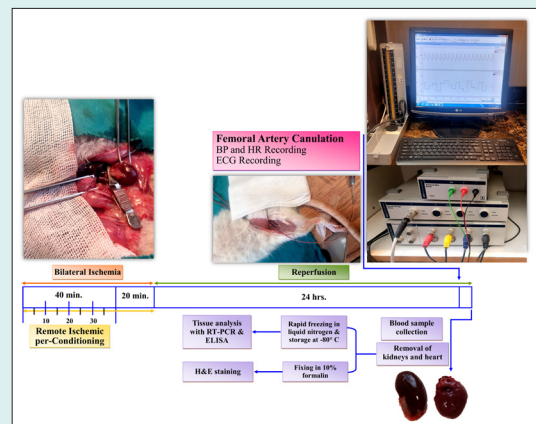 Femoral Artery Canulation
BP and HR Recording
ECG Recording
Bilateral Ischemia
Reperfusion
40 min.
20 min.
24 hrs.
10 20 30
Remote Ischemic
per-Conditioning
Tissue analysis
with RT-PCR &
ELISA
Rapid freezing in
liquid nitrogen &
storage at -80° C
Blood sample
collection
Removal of
kidneys and heart
H&E staining
Fixing in 10%
formalin